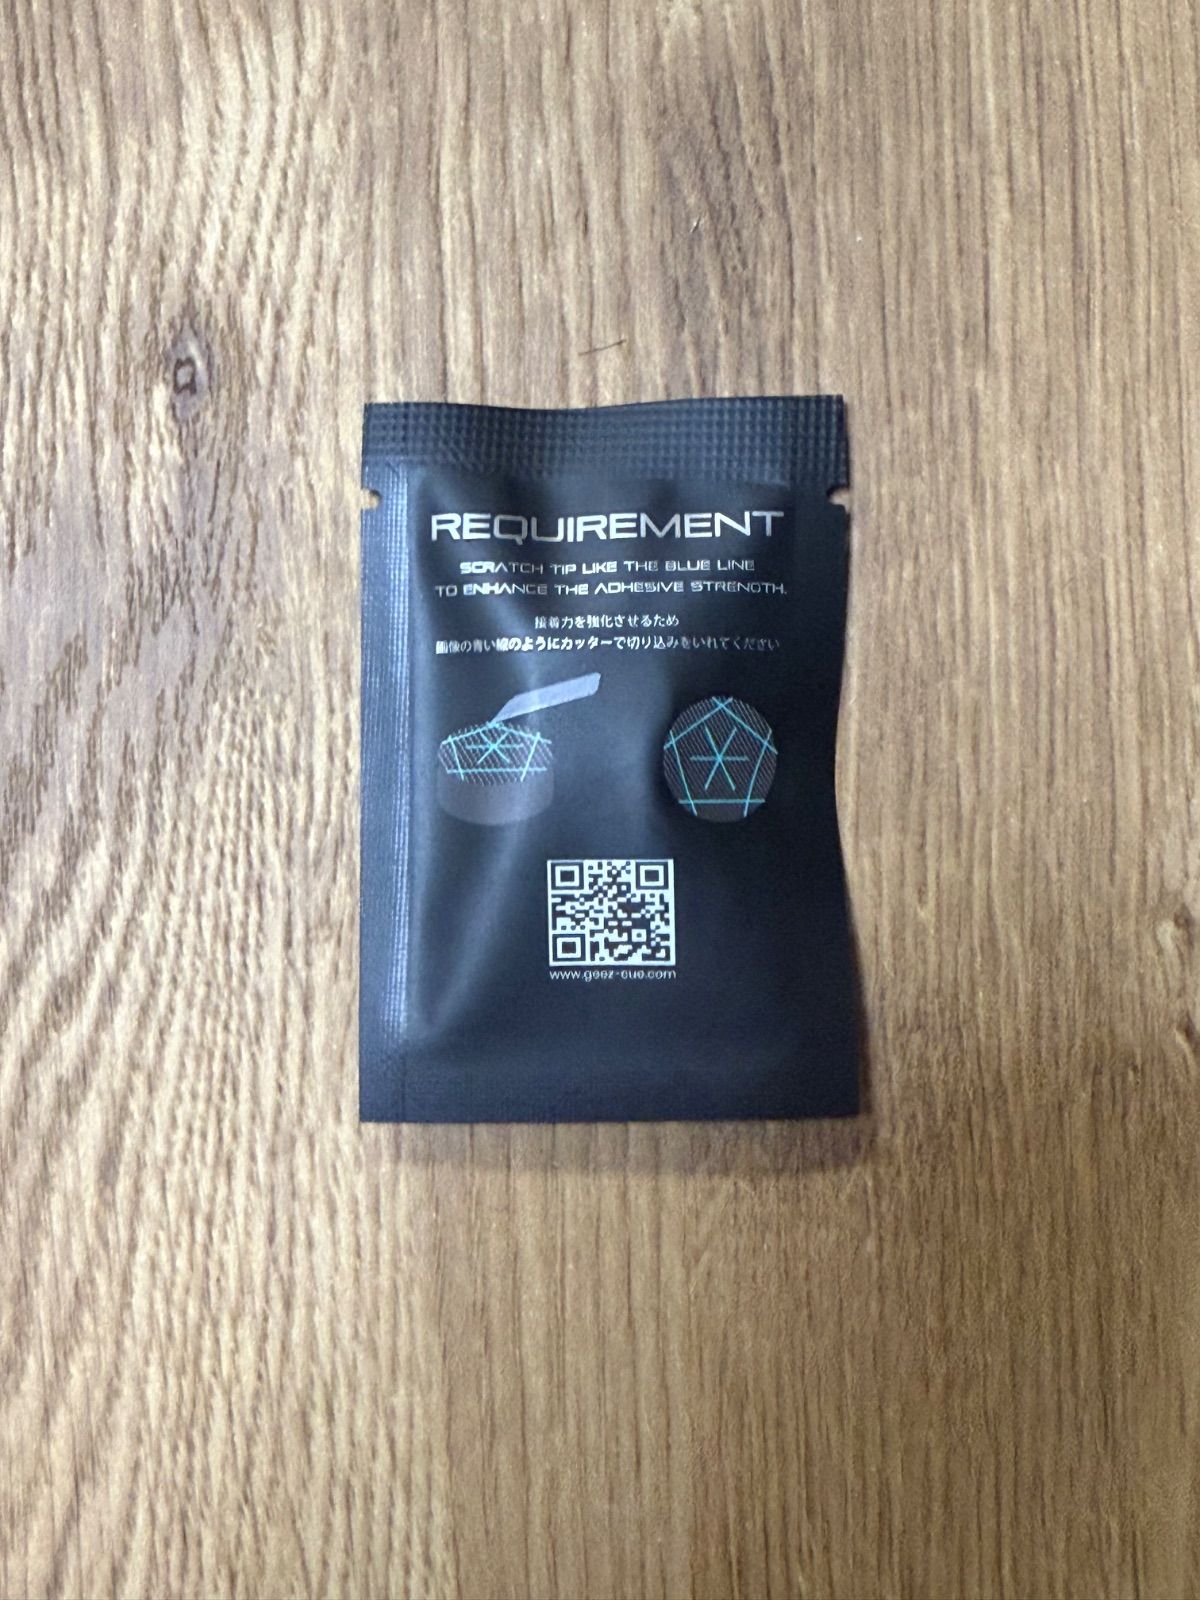 REQUIREMENT
SCRATCH TIP LIKE THE BLUE LINE
TO ENHANCE THE ADHESIVE STRENGTH.
接着力を強化させるため
画像の青い線のようにカッターで切り込みをいれてください
www.geez-cue.com